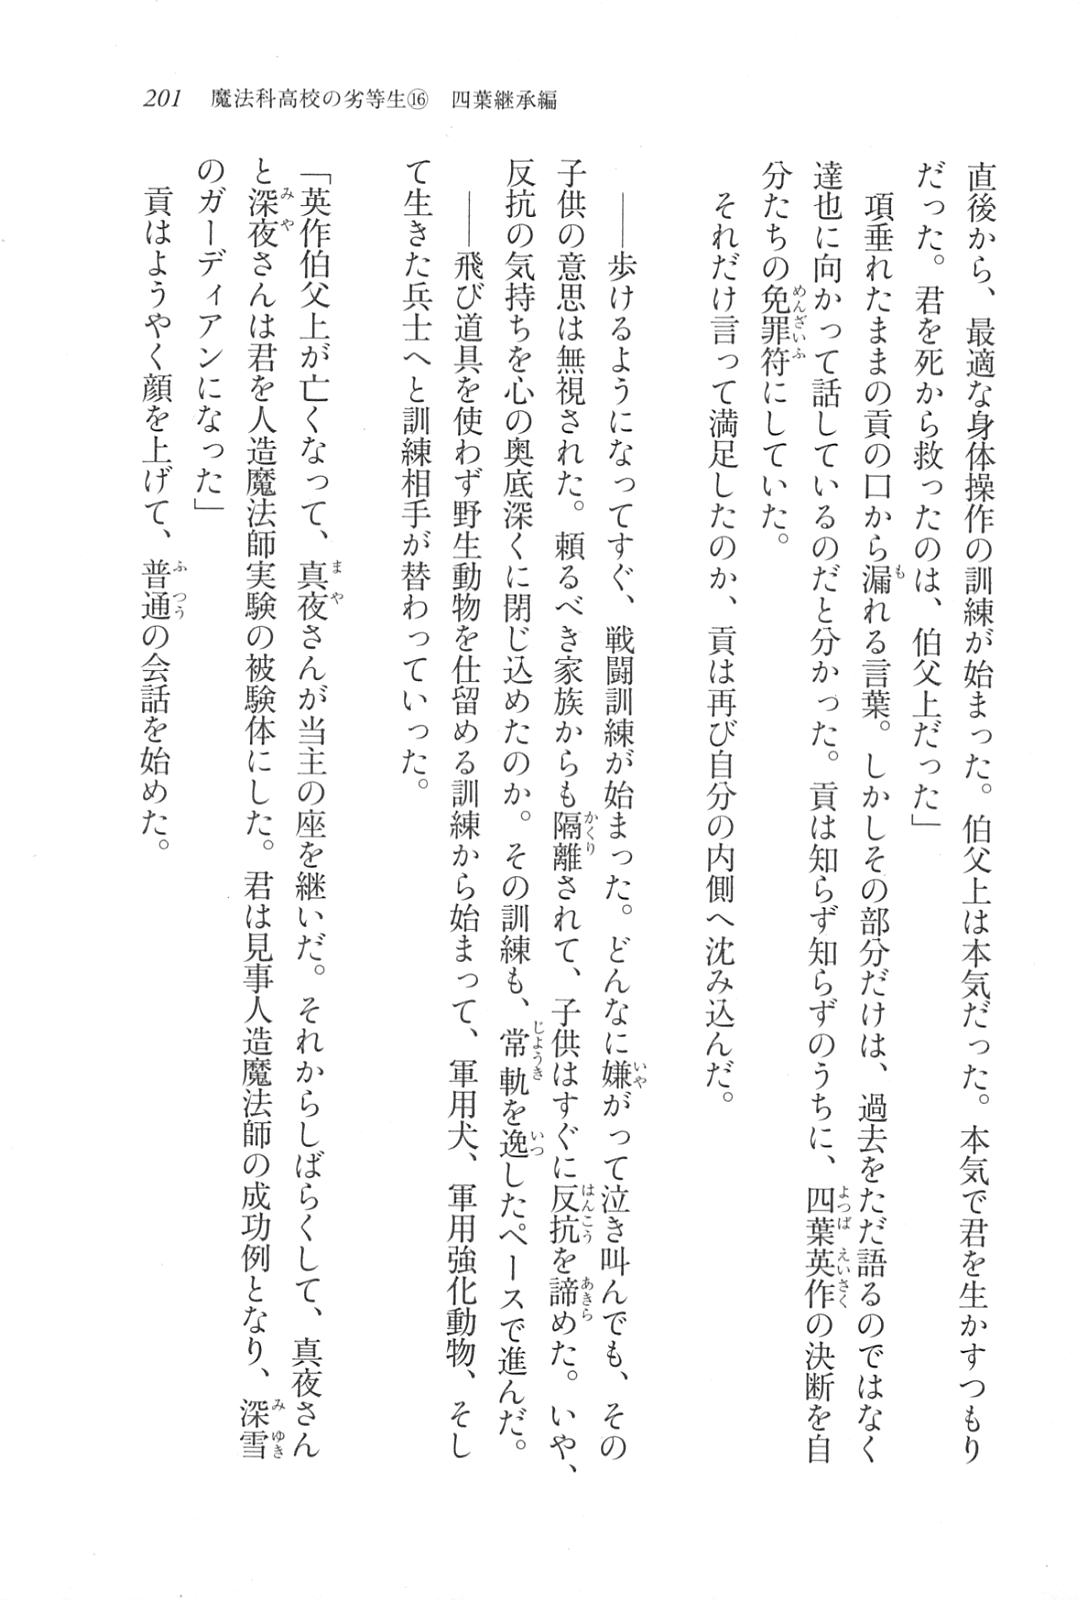 201　魔法科高校の劣等生⑯　四葉継承編
直後から、最適な身体操作の訓練が始まった。伯父上は本気だった。本気で君を生かすつもり
だった。君を死から救ったのは、伯父上だった」
　項垂れたままの貢の口から漏れる言葉。しかしその部分だけは、過去をただ語るのではなく
達也に向かって話しているのだと分かった。貢は知らず知らずのうちに、四葉英作の決断を自
分たちの免罪符にしていた。
　それだけ言って満足したのか、貢は再び自分の内側へ沈み込んだ。
　――歩けるようになってすぐ、戦闘訓練が始まった。どんなに嫌がって泣き叫んでも、その
子供の意思は無視された。頼るべき家族からも隔離されて、子供はすぐに反抗を諦めた。いや、
反抗の気持ちを心の奥底深くに閉じ込めたのか。その訓練も、常軌を逸したペースで進んだ。
　――飛び道具を使わず野生動物を仕留める訓練から始まって、軍用犬、軍用強化動物、そし
て生きた兵士へと訓練相手が替わっていった。
「英作伯父上が亡くなって、真夜さんが当主の座を継いだ。それからしばらくして、真夜さん
と深夜さんは君を人造魔法師実験の被験体にした。君は見事人造魔法師の成功例となり、深雪
のガーディアンになった」
　貢はようやく顔を上げて、普通の会話を始めた。